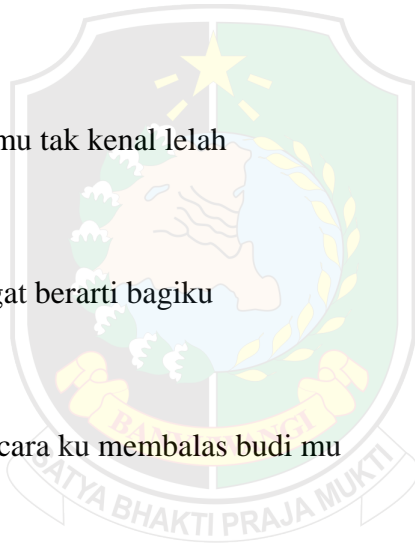 mu tak kenal lelah
gat berarti bagiku
BANYUWANGI
cara ku membalas budi mu
SATYA BHAKTI PRAJA MUKTI